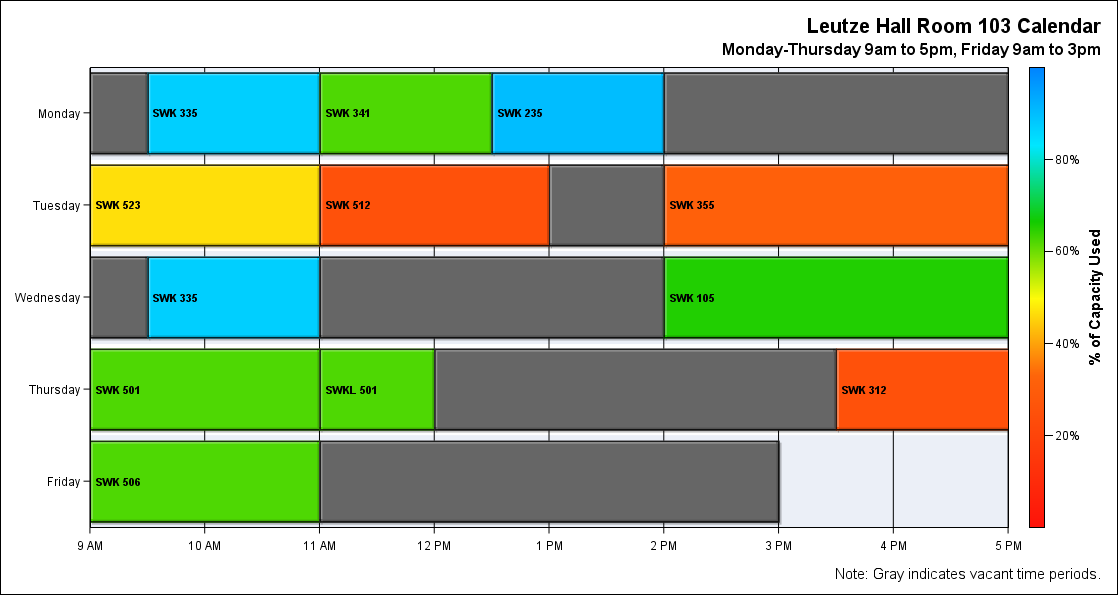 Leutze Hall Room 103 Calendar
Monday-Thursday 9am to 5pm, Friday 9am to 3pm
Monday
SWK 335
SWK 341
SWK 235
Tuesday
SWK 523
SWK 512
SWK 355
Wednesday
SWK 335
SWK 105
Thursday
SWK 501
SWKL 501
SWK 312
Friday
SWK 506
9 AM
10 AM
11 AM
12 PM
1 PM
2 PM
3 PM
4 PM
5 PM
80%
60%
40%
20%
% of Capacity Used
Note: Gray indicates vacant time periods.